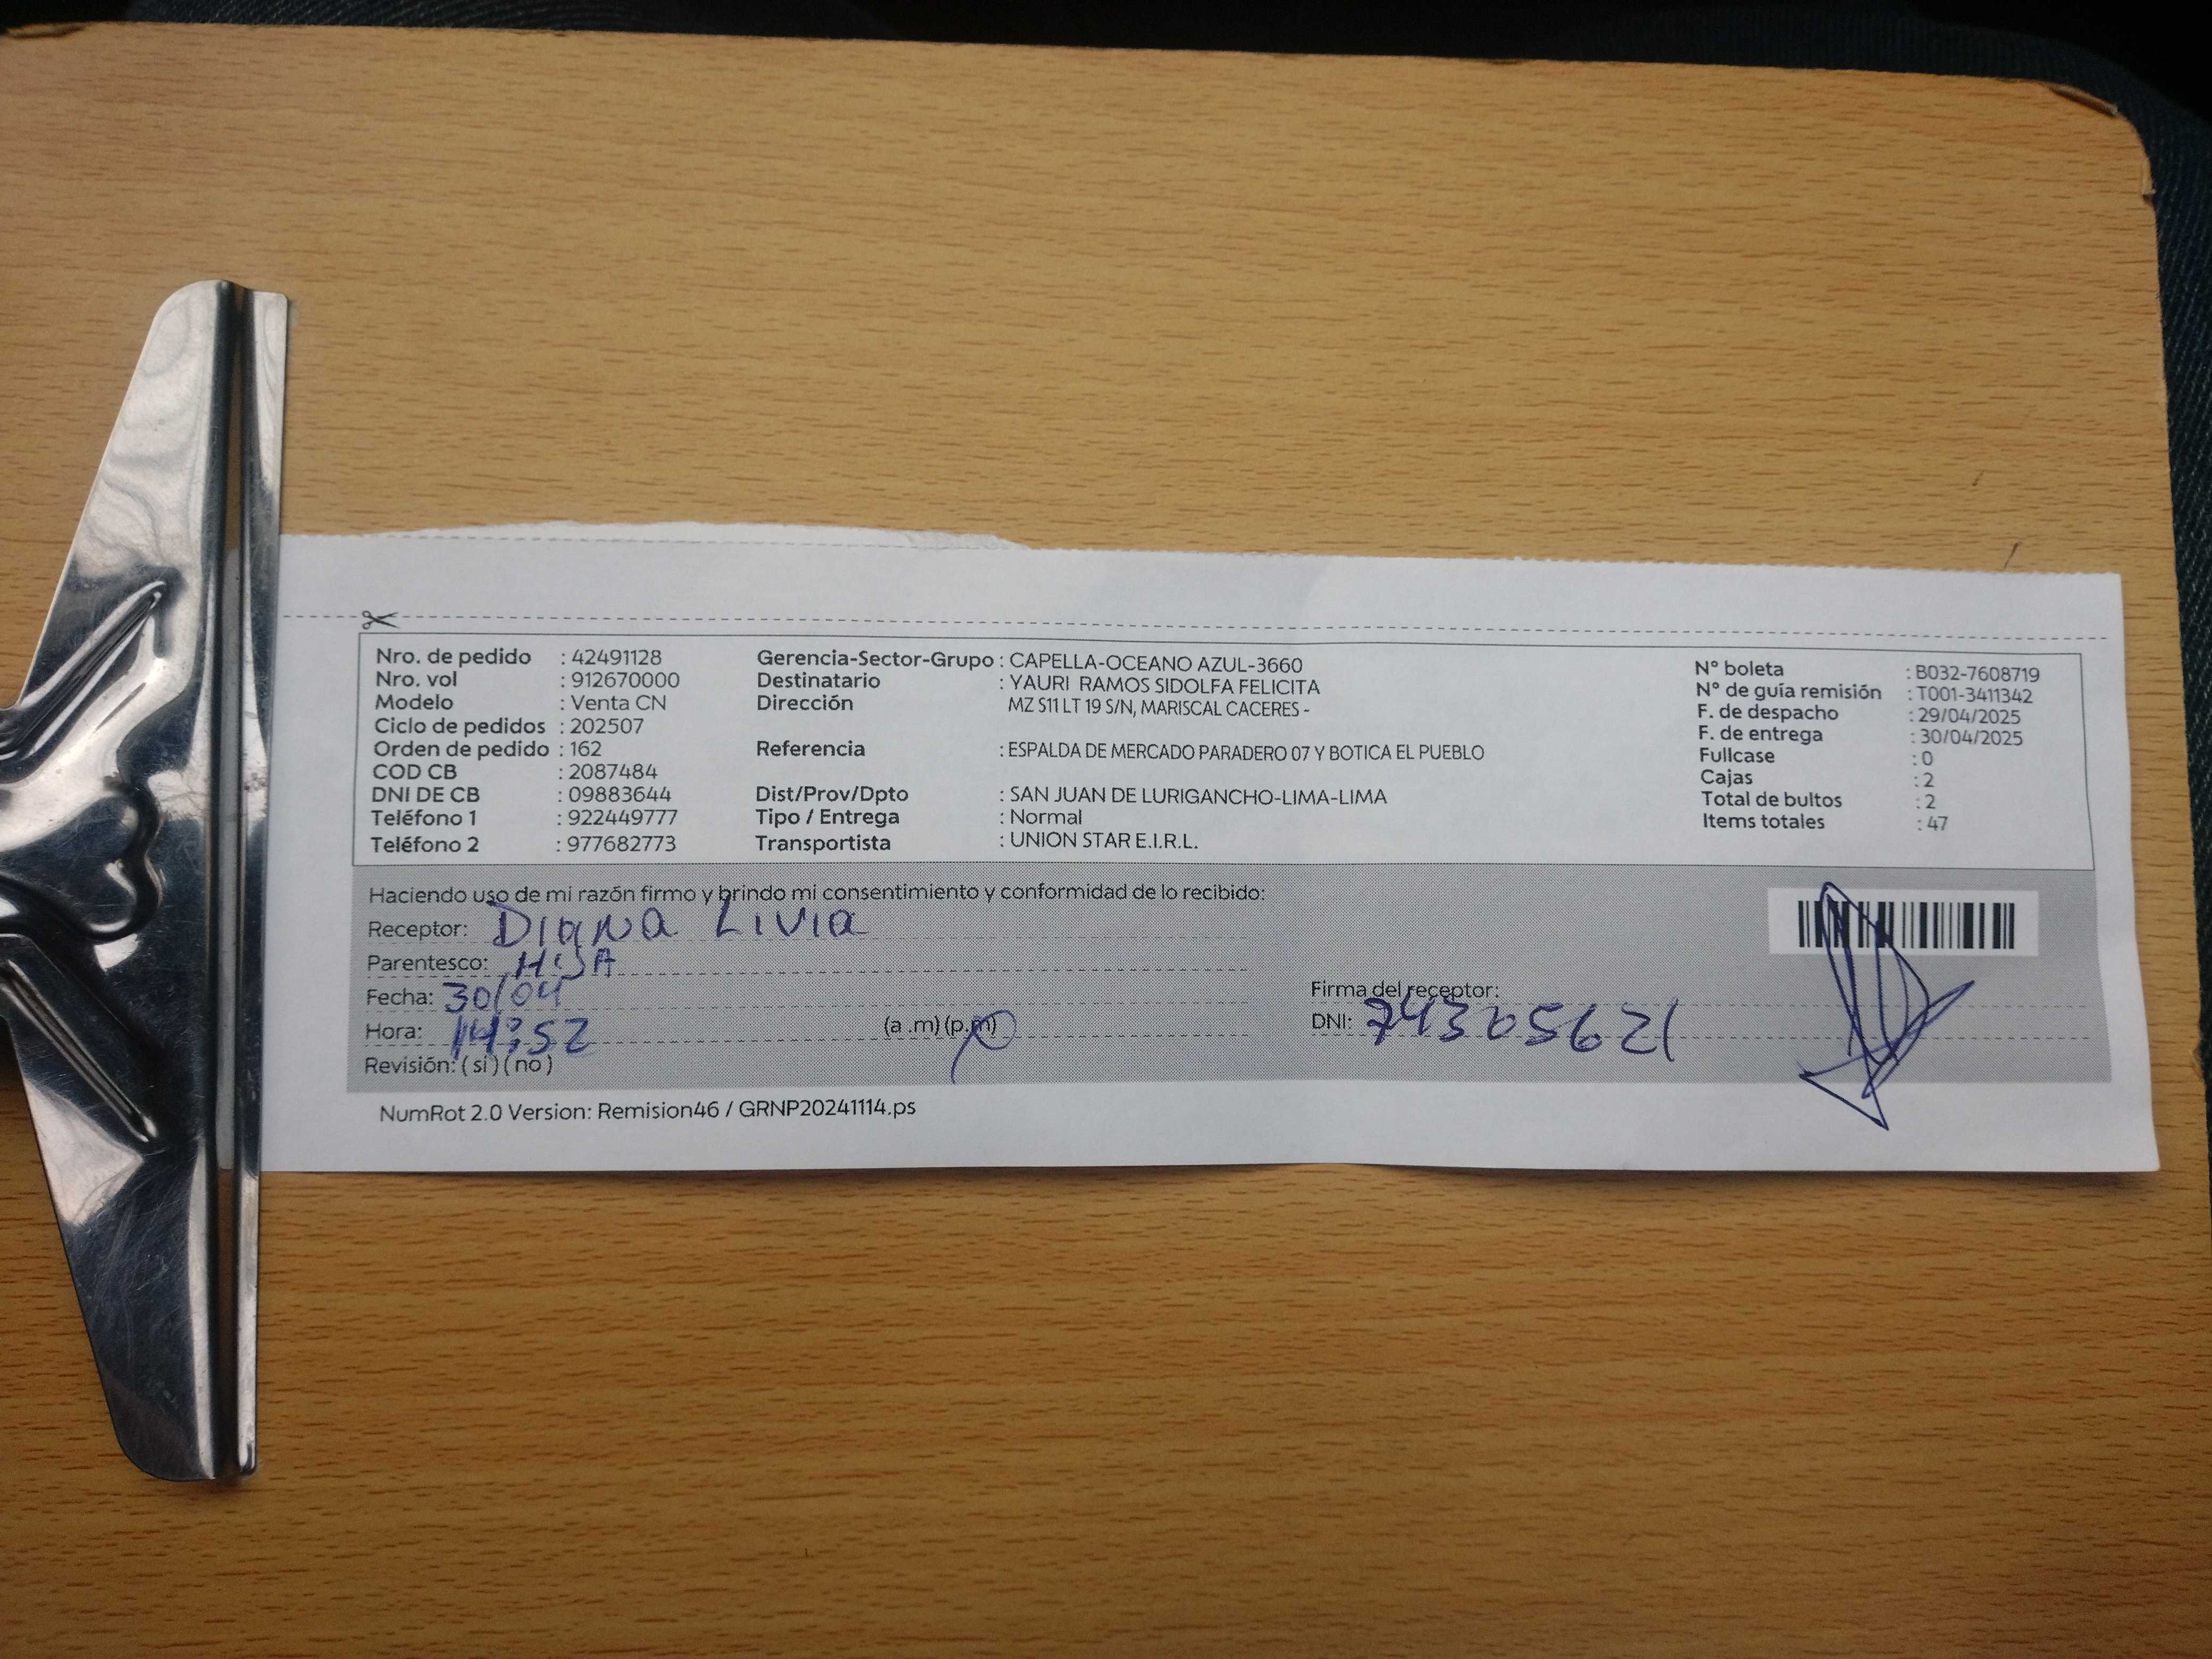 Nro. de pedido : 42491128
Nro. vol : 912670000
Modelo : Venta CN
Ciclo de pedidos : 202507
Orden de pedido : 162
COD CB : 2087484
DNI DE CB : 09883644
Teléfono 1 : 922449777
Teléfono 2 : 977682773
Gerencia-Sector-Grupo : CAPELLA-OCEANO AZUL-3660
Destinatario : YAURI RAMOS SIDOLFA FELICITA
Dirección MZ S11 LT 19 S/N, MARISCAL CACERES -
Referencia : ESPALDA DE MERCADO PARADERO 07 Y BOTICA EL PUEBLO
Dist/Prov/Dpto : SAN JUAN DE LURIGANCHO-LIMA-LIMA
Tipo / Entrega : Normal
Transportista : UNION STAR E.I.R.L.
N° boleta : B032-7608719
N° de guía remisión : T001-3411342
F. de despacho : 29/04/2025
F. de entrega : 30/04/2025
Fullcase : 0
Cajas : 2
Total de bultos : 2
Items totales : 47
Haciendo uso de mi razón firmo y brindo mi consentimiento y conformidad de lo recibido:
Receptor: Diana Livia
Parentesco: HIJA
Fecha: 30/04
Hora: 14:52 (a .m) (p.m)
Revisión: ( si ) ( no )
Firma del receptor:
DNI: 74305621
NumRot 2.0 Version: Remision46 / GRNP20241114.ps